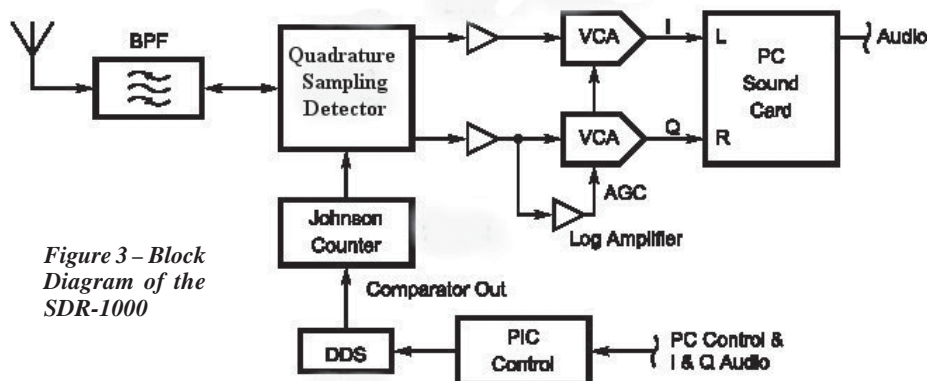 BPF
Quadrature
Sampling
Detector
VCA
I
L
PC
Sound
Card
R
Audio
VCA
Q
AGC
Log Amplifier
Johnson
Counter
Comparator Out
DDS
PIC
Control
PC Control &
I & Q Audio
Figure 3 – Block
Diagram of the
SDR-1000